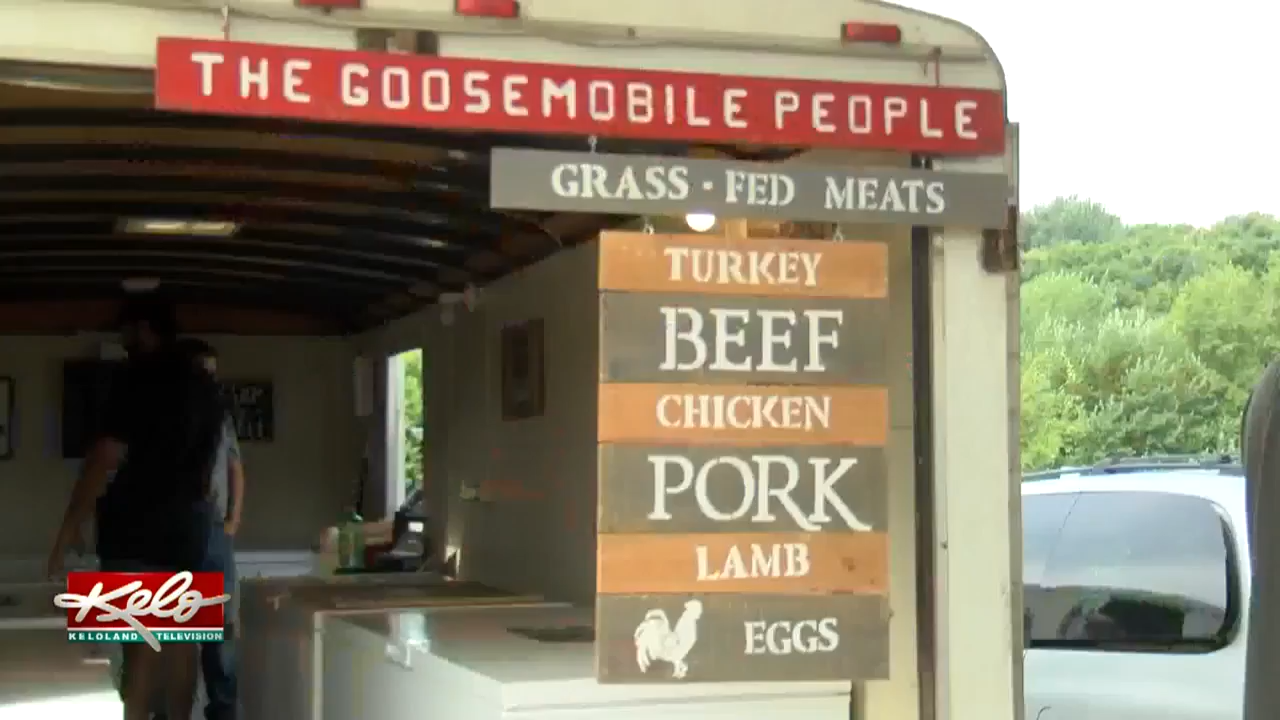 THE GOOSEMOBILE PEOPLE
GRASS-FED MEATS
TURKEY
BEEF
CHICKEN
PORK
LAMB
EGGS
Kelo
KELOLAND TELEVISION